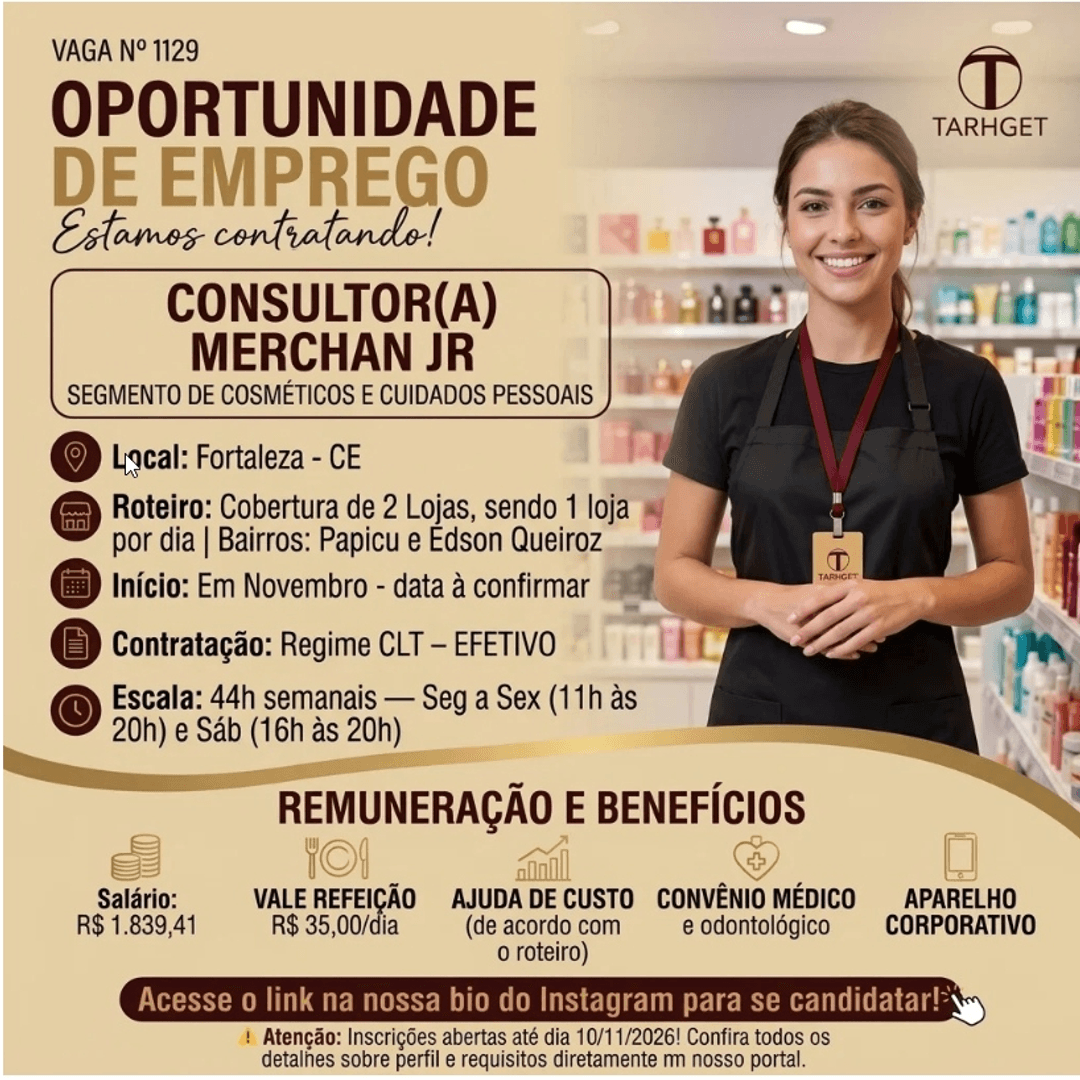 VAGA Nº 1129
OPORTUNIDADE
DE EMPREGO
Estamos contratando!
TARHGET
CONSULTOR(A)
MERCHAN JR
SEGMENTO DE COSMÉTICOS E CUIDADOS PESSOAIS
Local: Fortaleza - CE
Roteiro: Cobertura de 2 Lojas, sendo 1 loja
por dia | Bairros: Papicu e Edson Queiroz
Início: Em Novembro - data à confirmar
Contratação: Regime CLT – EFETIVO
Escala: 44h semanais — Seg a Sex (11h às
20h) e Sáb (16h às 20h)
TARHGET
REMUNERAÇÃO E BENEFÍCIOS
Salário:
R$ 1.839,41
VALE REFEIÇÃO
R$ 35,00/dia
AJUDA DE CUSTO
(de acordo com
o roteiro)
CONVÊNIO MÉDICO
e odontológico
APARELHO
CORPORATIVO
Acesse o link na nossa bio do Instagram para se candidatar!
Atenção: Inscrições abertas até dia 10/11/2026! Confira todos os
detalhes sobre perfil e requisitos diretamente rm nosso portal.